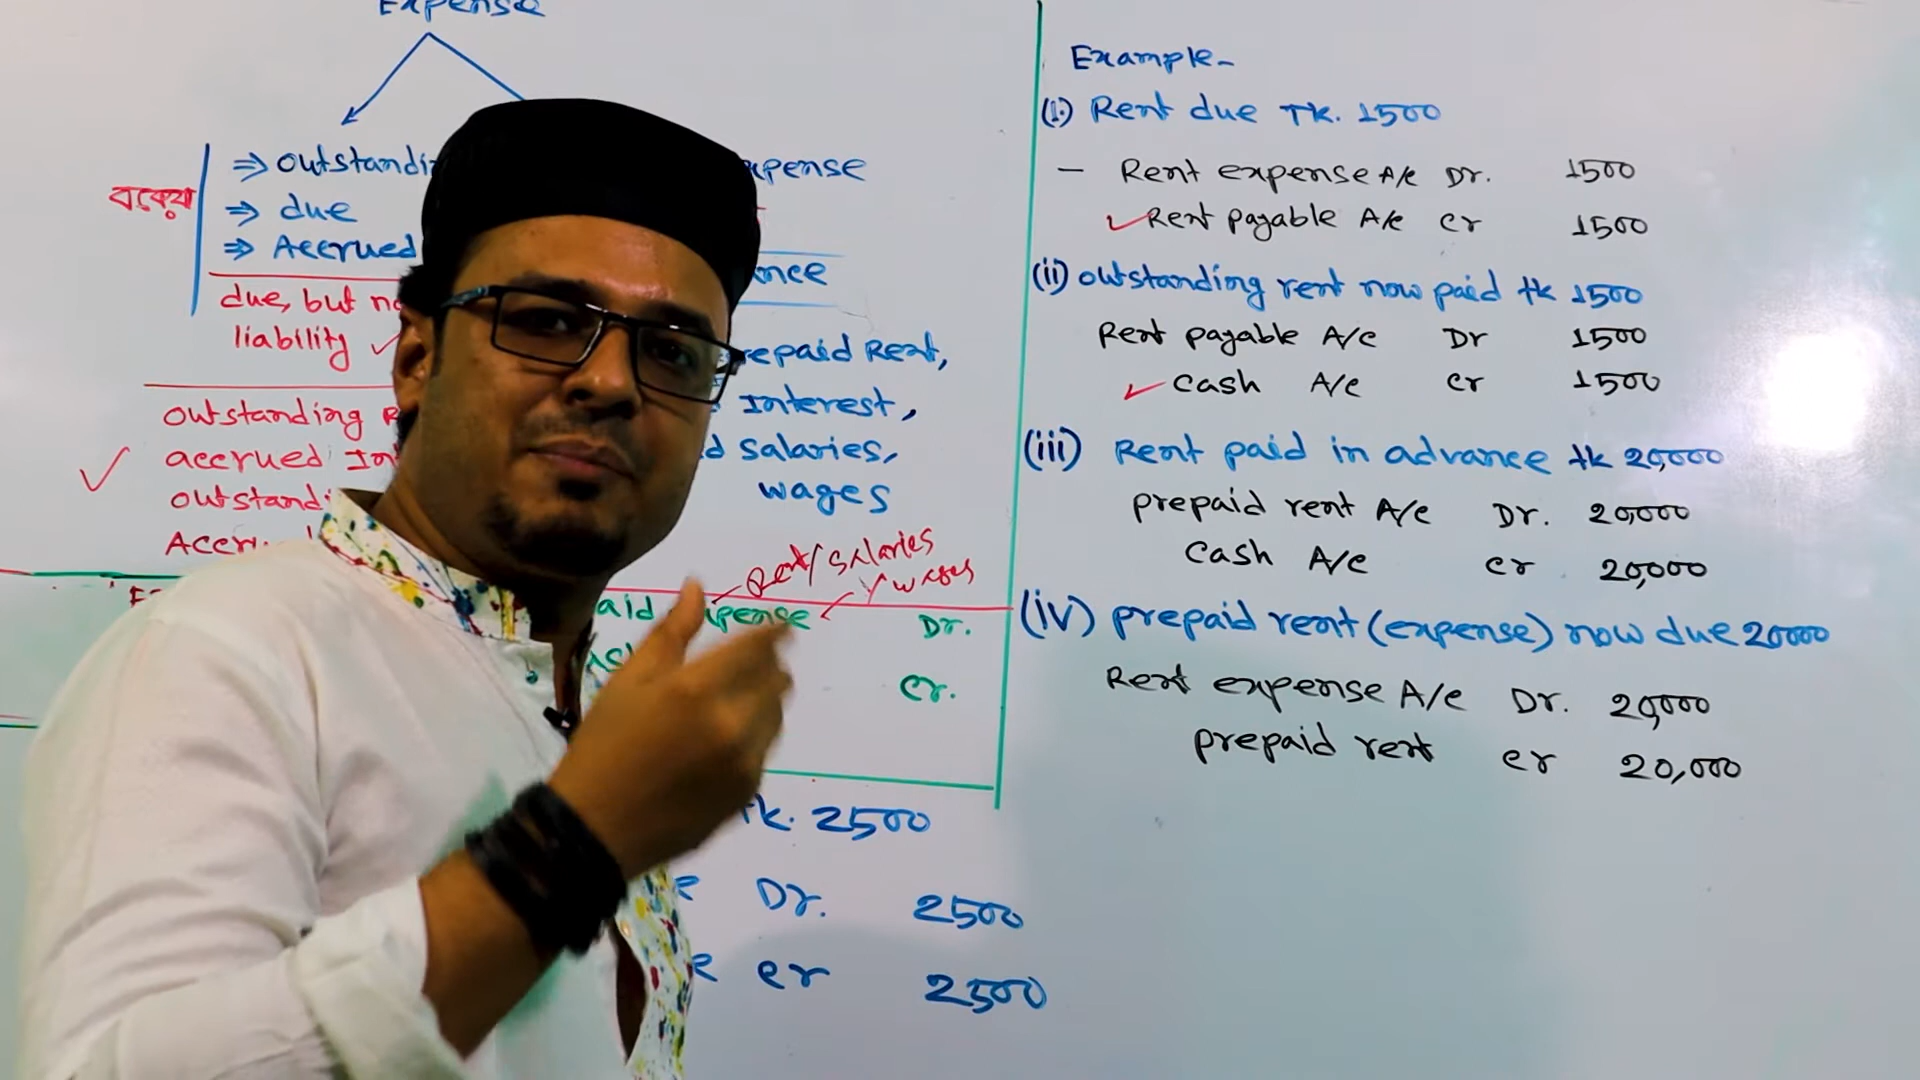 Expense
⇒ outstandi
বকেয়া
⇒ due
⇒ Accrued
due, but no
liability ✓
outstanding R
✓ accrued In
outstandi
Accr
xpense
nce
repaid Rent,
Interest,
d salaries,
wages
Rent/salaries
/wages
aid xpense Dr.
Cr.
tk. 2500
e Dr. 2500
e cr 2500
Example-
(i) Rent due Tk. 1500
- Rent expense A/c Dr. 1500
✓Rent payable A/c cr 1500
(ii) outstanding rent now paid tk 1500
Rent payable A/c Dr 1500
✓ cash A/c cr 1500
(iii) Rent paid in advance tk 20,000
prepaid rent A/c Dr. 20,000
cash A/c cr 20,000
(iv) prepaid rent (expense) now due 20000
Rent expense A/c Dr. 20,000
prepaid rent cr 20,000